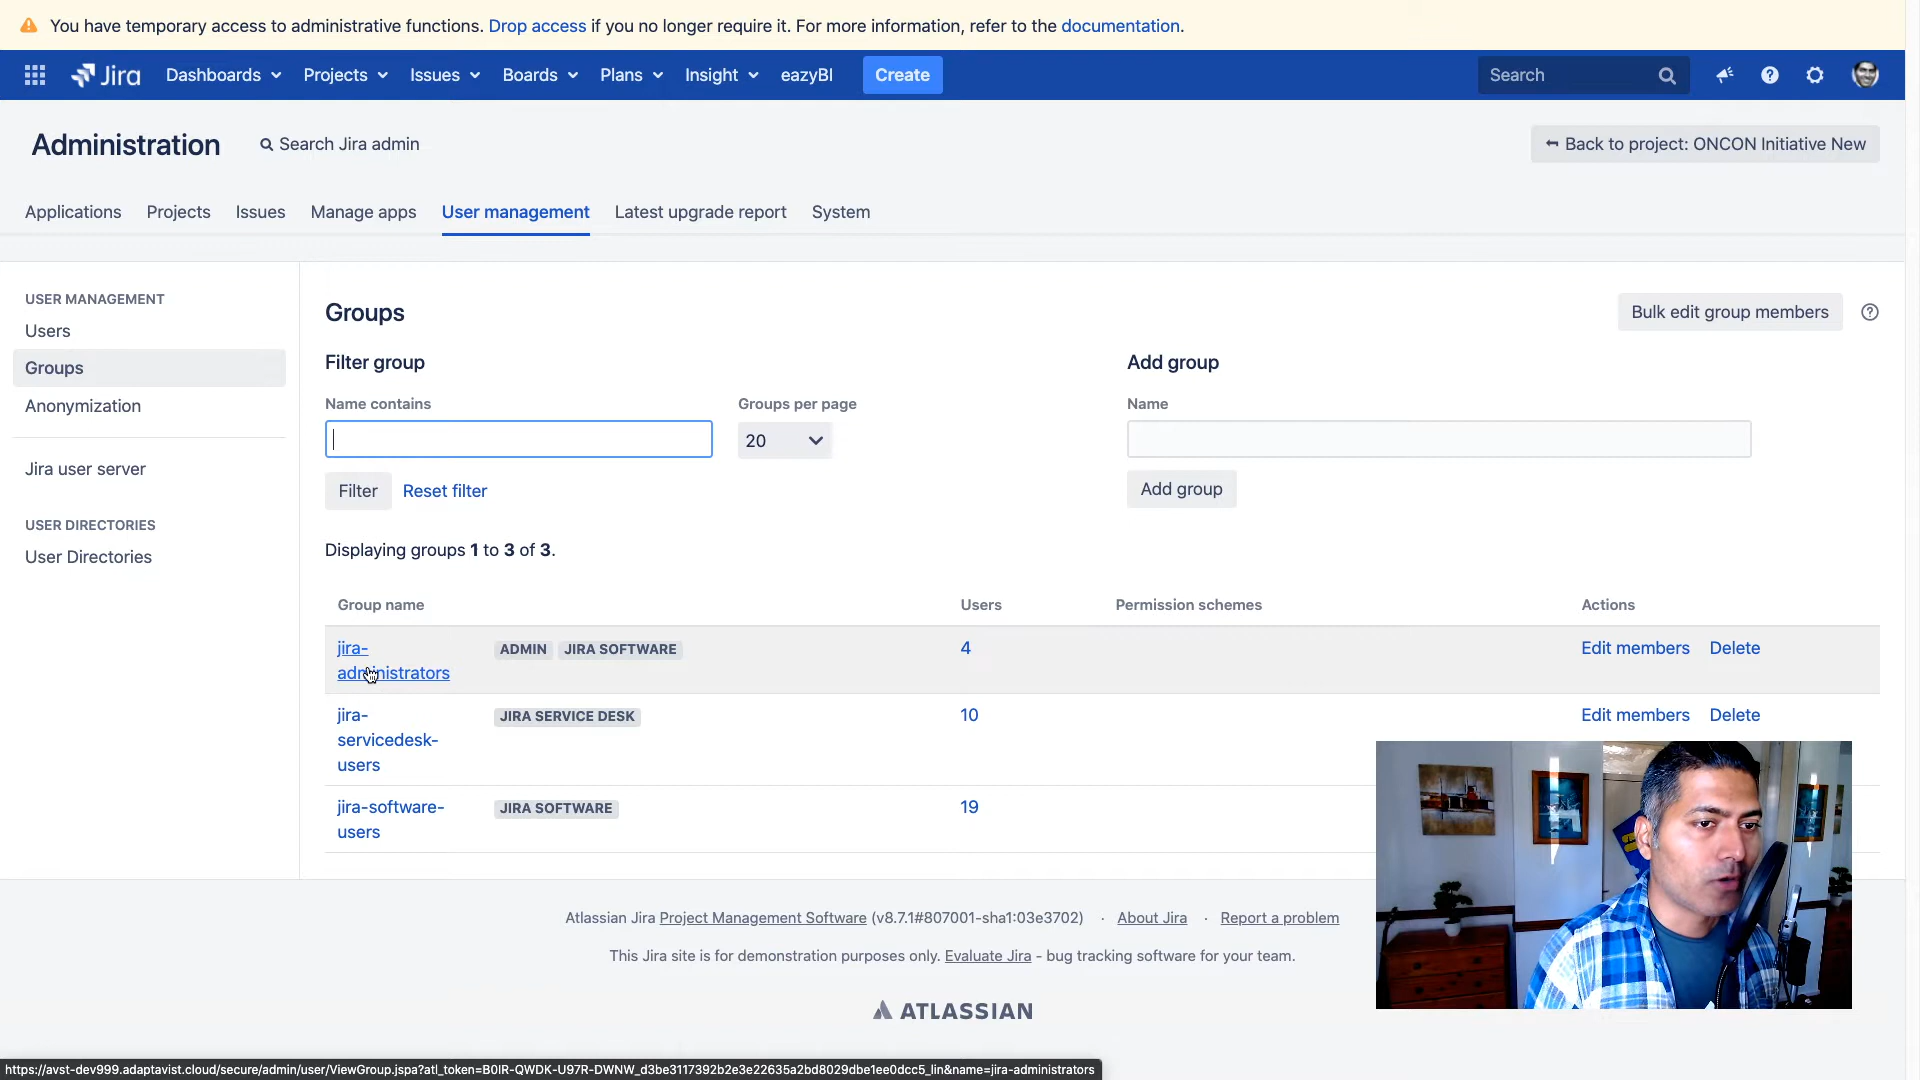 You have temporary access to administrative functions. Drop access if you no longer require it. For more information, refer to the documentation.
Jira Dashboards Projects Issues Boards Plans Insight eazyBI Create Search
Administration Search Jira admin Back to project: ONCON Initiative New
Applications Projects Issues Manage apps User management Latest upgrade report System
USER MANAGEMENT
Users
Groups
Anonymization
Jira user server
USER DIRECTORIES
User Directories
Groups Bulk edit group members
Filter group Add group
Name contains Groups per page Name
20
Filter Reset filter Add group
Displaying groups 1 to 3 of 3.
Group name Users Permission schemes Actions
jira-administrators ADMIN JIRA SOFTWARE 4 Edit members Delete
jira-servicedesk-users JIRA SERVICE DESK 10 Edit members Delete
jira-software-users JIRA SOFTWARE 19
Atlassian Jira Project Management Software (v8.7.1#807001-sha1:03e3702) · About Jira · Report a problem
This Jira site is for demonstration purposes only. Evaluate Jira - bug tracking software for your team.
ATLASSIAN
https://avst-dev999.adaptavist.cloud/secure/admin/user/ViewGroup.jspa?atl_token=B0IR-QWDK-U97R-DWNW_d3be3117392b2e3e22635a2bd8029dbe1ee0dcc5_lin&name=jira-administrators